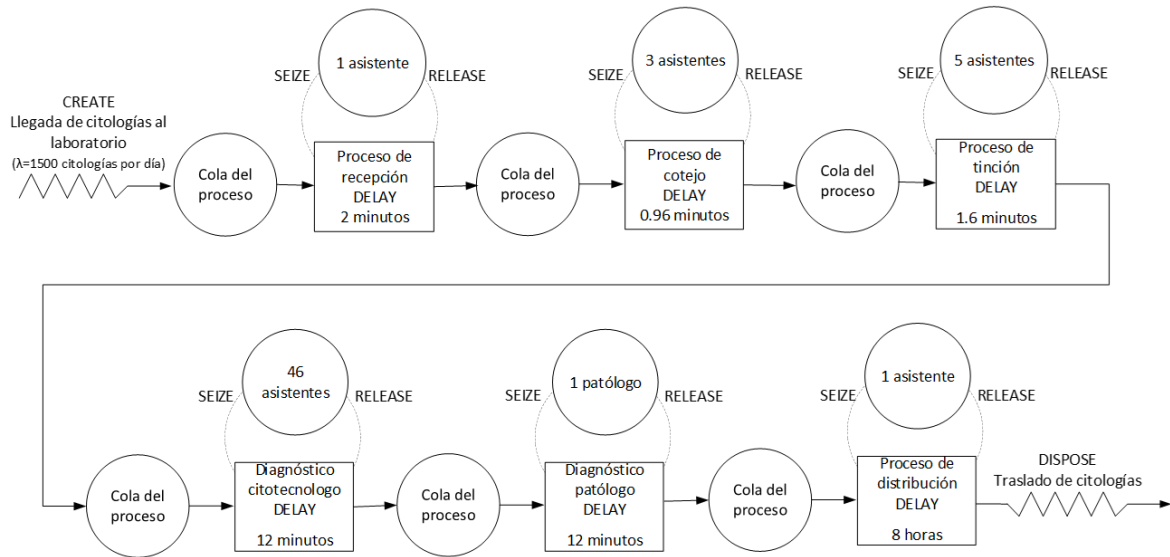 CREATE
Llegada de citologías al
laboratorio
(λ=1500 citologías por día)
Cola del
proceso
SEIZE
1 asistente
RELEASE
Proceso de
recepción
DELAY
2 minutos
Cola del
proceso
SEIZE
3 asistentes
RELEASE
Proceso de
cotejo
DELAY
0.96 minutos
Cola del
proceso
SEIZE
5 asistentes
RELEASE
Proceso de
tinción
DELAY
1.6 minutos
Cola del
proceso
SEIZE
46
asistentes
RELEASE
Diagnóstico
citotecnologo
DELAY
12 minutos
Cola del
proceso
SEIZE
1 patólogo
RELEASE
Diagnóstico
patólogo
DELAY
12 minutos
Cola del
proceso
SEIZE
1 asistente
RELEASE
Proceso de
distribución
DELAY
8 horas
DISPOSE
Traslado de citologías